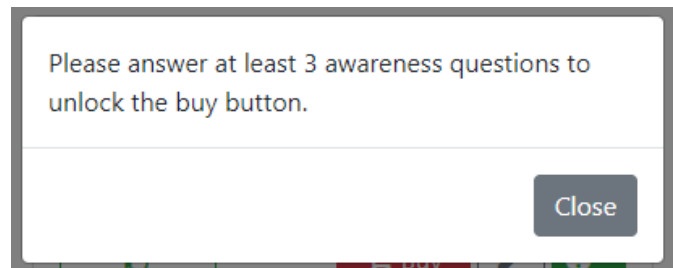 Please answer at least 3 awareness questions to
unlock the buy button.
Close